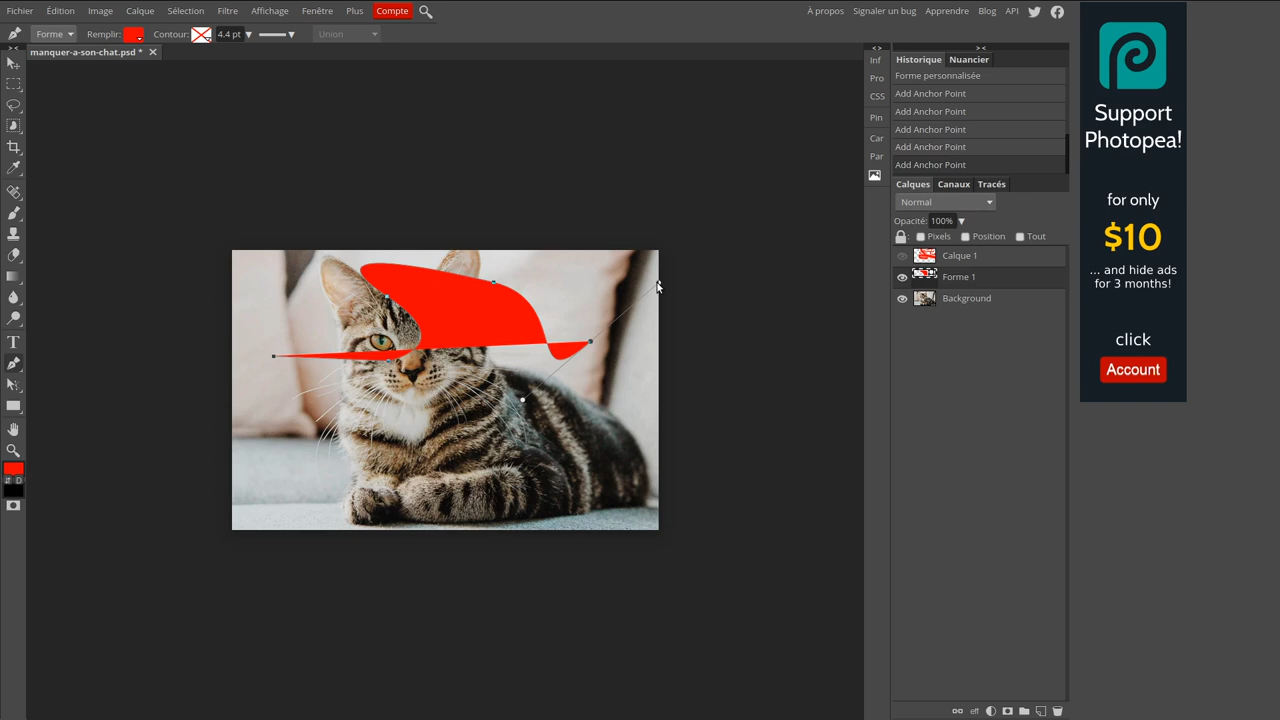 Fichier Édition Image Calque Sélection Filtre Affichage Fenêtre Plus Compte
À propos Signaler un bug Apprendre Blog API
Forme Remplir: Contour: 4.4 pt Union
manquer-a-son-chat.psd *
Inf
Pro
CSS
Pin
Car
Par
Historique Nuancier
Forme personnalisée
Add Anchor Point
Add Anchor Point
Add Anchor Point
Add Anchor Point
Add Anchor Point
Calques Canaux Tracés
Normal
Opacité: 100%
: Pixels Position Tout
Calque 1
Forme 1
Background
eff
D
Support
Photopea!
for only
$10
... and hide ads
for 3 months!
click
Account